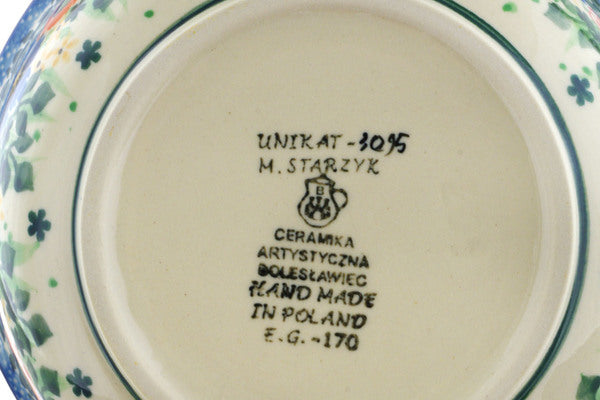 UNIKAT-3095
M. STARZYK
B
CERAMIKA
ARTYSTYCZNA
BOLESŁAWIEC
HAND MADE
IN POLAND
E.G.-170